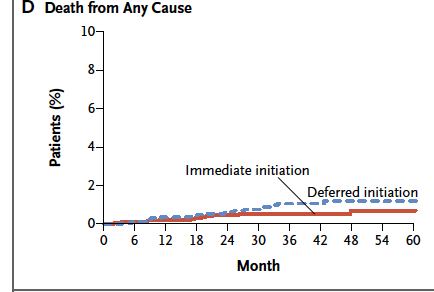 D Death from Any Cause
10
8
6
4
2
0
Patients (%)
Immediate initiation
Deferred initiation
0 6 12 18 24 30 36 42 48 54 60
Month